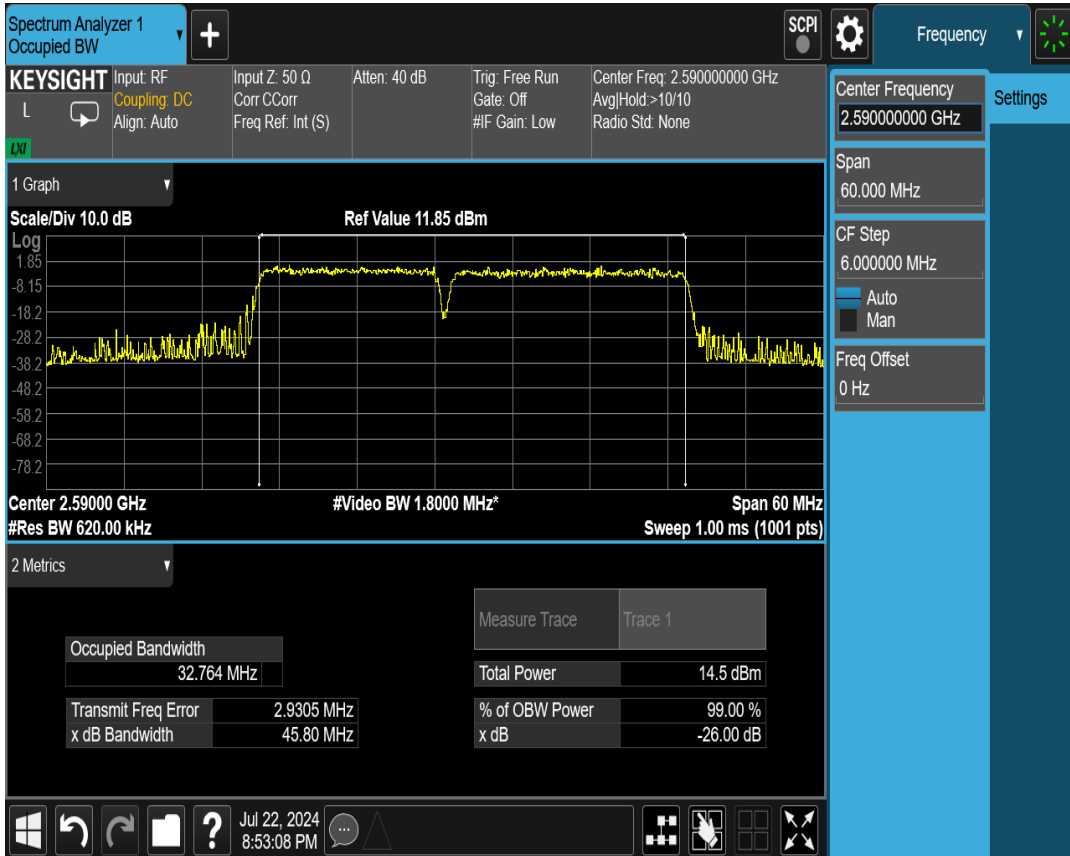 Spectrum Analyzer 1
Occupied BW
+
SCPI
Frequency
KEYSIGHT
L
LXI
Input: RF
Coupling: DC
Align: Auto
Input Z: 50 Ω
Corr CCorr
Freq Ref: Int (S)
Atten: 40 dB
Trig: Free Run
Gate: Off
#IF Gain: Low
Center Freq: 2.590000000 GHz
Avg|Hold:>10/10
Radio Std: None
Center Frequency
2.590000000 GHz
Settings
Span
60.000 MHz
CF Step
6.000000 MHz
Auto
Man
Freq Offset
0 Hz
1 Graph
Scale/Div 10.0 dB
Ref Value 11.85 dBm
Log
1.85
-8.15
-18.2
-28.2
-38.2
-48.2
-58.2
-68.2
-78.2
Center 2.59000 GHz
#Video BW 1.8000 MHz*
Span 60 MHz
#Res BW 620.00 kHz
Sweep 1.00 ms (1001 pts)
2 Metrics
Measure Trace
Trace 1
Occupied Bandwidth
32.764 MHz
Total Power
14.5 dBm
Transmit Freq Error
2.9305 MHz
% of OBW Power
99.00 %
x dB Bandwidth
45.80 MHz
x dB
-26.00 dB
?
Jul 22, 2024
8:53:08 PM